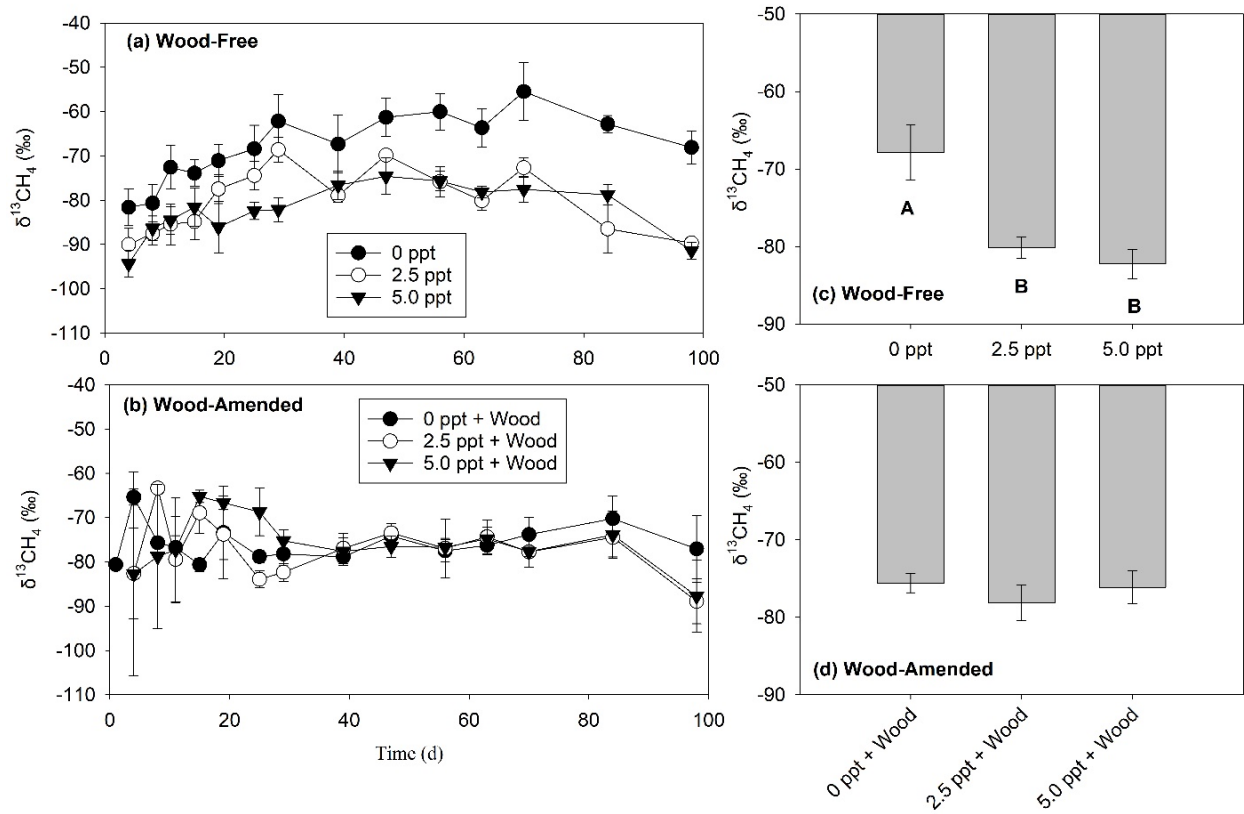 (a) Wood-Free
δ¹³CH₄ (‰)
-40
-50
-60
-70
-80
-90
-100
-110
0 20 40 60 80 100
0 ppt
2.5 ppt
5.0 ppt
(b) Wood-Amended
δ¹³CH₄ (‰)
-40
-50
-60
-70
-80
-90
-100
-110
0 20 40 60 80 100
Time (d)
0 ppt + Wood
2.5 ppt + Wood
5.0 ppt + Wood
δ¹³CH₄ (‰)
-50
-60
-70
-80
-90
A
B
B
(c) Wood-Free
0 ppt 2.5 ppt 5.0 ppt
δ¹³CH₄ (‰)
-50
-60
-70
-80
-90
(d) Wood-Amended
0 ppt + Wood
2.5 ppt + Wood
5.0 ppt + Wood